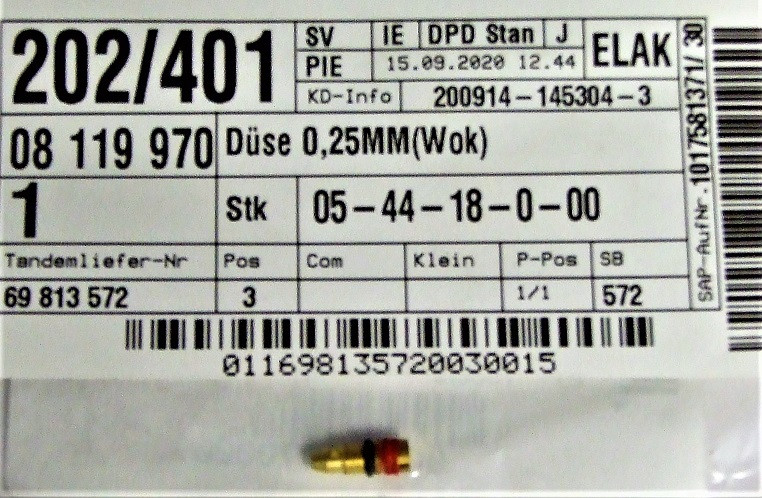 202/401 SV IE DPD Stan J ELAK
PIE 15.09.2020 12.44
KD-Info 200914-145304-3
08 119 970 Düse 0,25MM(Wok)
1 Stk 05-44-18-0-00
Tandemliefer-Nr Pos Com Klein P-Pos SB
69 813 572 3 1/1 572
011698135720030015
SAP-AufNr. 1017581371/ 30